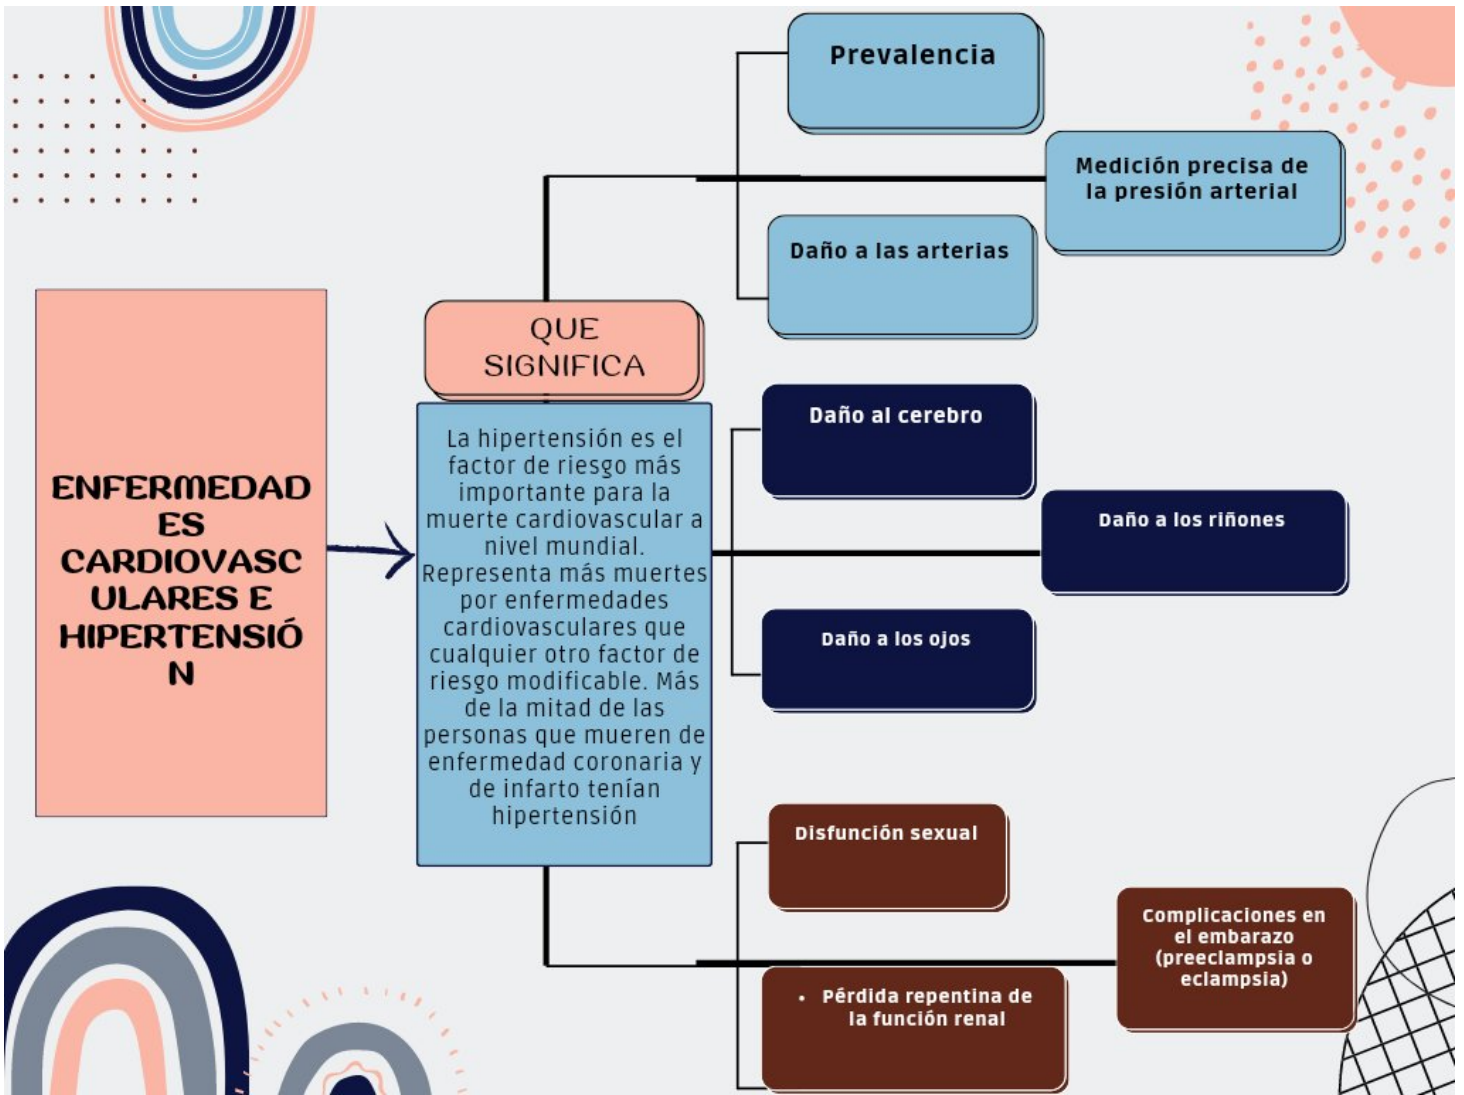 ENFERMEDAD
ES
CARDIOVASC
ULARES E
HIPERTENSIÓ
N
QUE
SIGNIFICA
La hipertensión es el
factor de riesgo más
importante para la
muerte cardiovascular a
nivel mundial.
Representa más muertes
por enfermedades
cardiovasculares que
cualquier otro factor de
riesgo modificable. Más
de la mitad de las
personas que mueren de
enfermedad coronaria y
de infarto tenían
hipertensión
Prevalencia
Medición precisa de
la presión arterial
Daño a las arterias
Daño al cerebro
Daño a los riñones
Daño a los ojos
Disfunción sexual
Complicaciones en
el embarazo
(preeclampsia o
eclampsia)
• Pérdida repentina de
la función renal